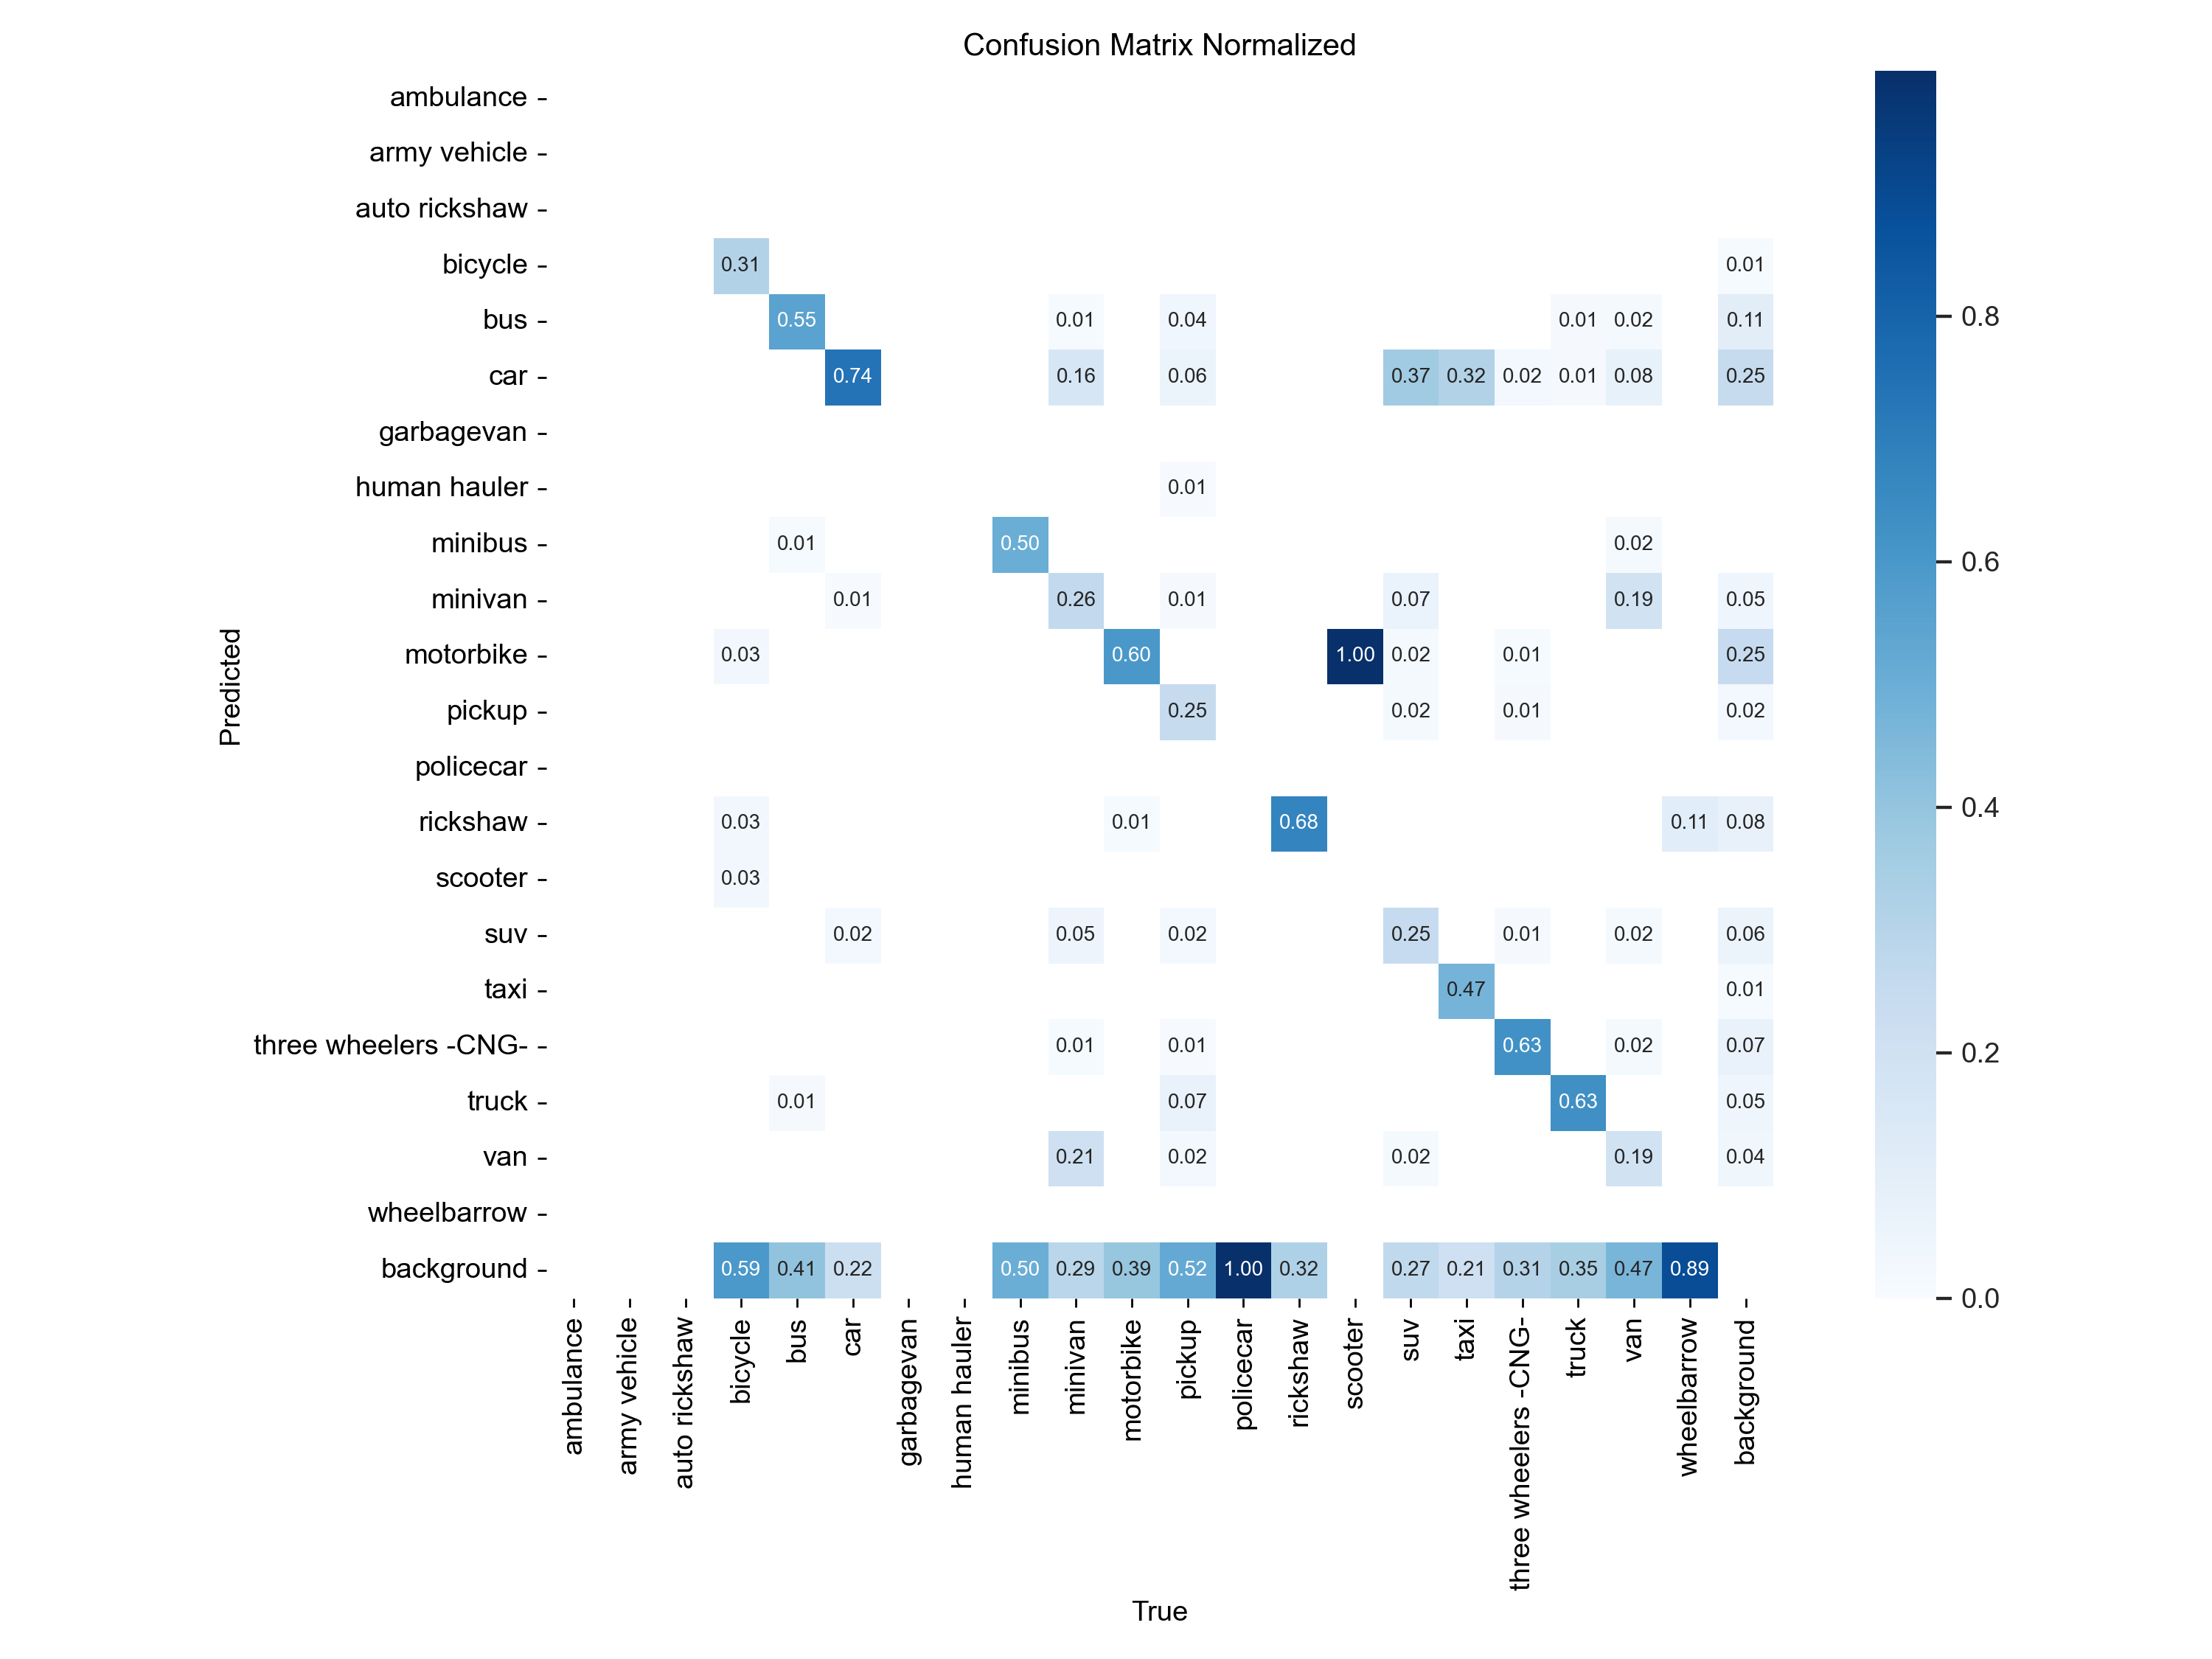 Confusion Matrix Normalized
ambulance
army vehicle
auto rickshaw
bicycle 0.31 0.01
bus 0.55 0.01 0.04 0.01 0.02 0.11
car 0.74 0.16 0.06 0.37 0.32 0.02 0.01 0.08 0.25
garbagevan
human hauler 0.01
minibus 0.01 0.50 0.02
minivan 0.01 0.26 0.01 0.07 0.19 0.05
motorbike 0.03 0.60 1.00 0.02 0.01 0.25
pickup 0.25 0.02 0.01 0.02
policecar
rickshaw 0.03 0.01 0.68 0.11 0.08
scooter 0.03
suv 0.02 0.05 0.02 0.25 0.01 0.02 0.06
taxi 0.47 0.01
three wheelers -CNG- 0.01 0.01 0.63 0.02 0.07
truck 0.01 0.07 0.63 0.05
van 0.21 0.02 0.02 0.19 0.04
wheelbarrow
background 0.59 0.41 0.22 0.50 0.29 0.39 0.52 1.00 0.32 0.27 0.21 0.31 0.35 0.47 0.89
Predicted
ambulance
army vehicle
auto rickshaw
bicycle
bus
car
garbagevan
human hauler
minibus
minivan
motorbike
pickup
policecar
rickshaw
scooter
suv
taxi
three wheelers -CNG-
truck
van
wheelbarrow
background
True
0.8
0.6
0.4
0.2
0.0